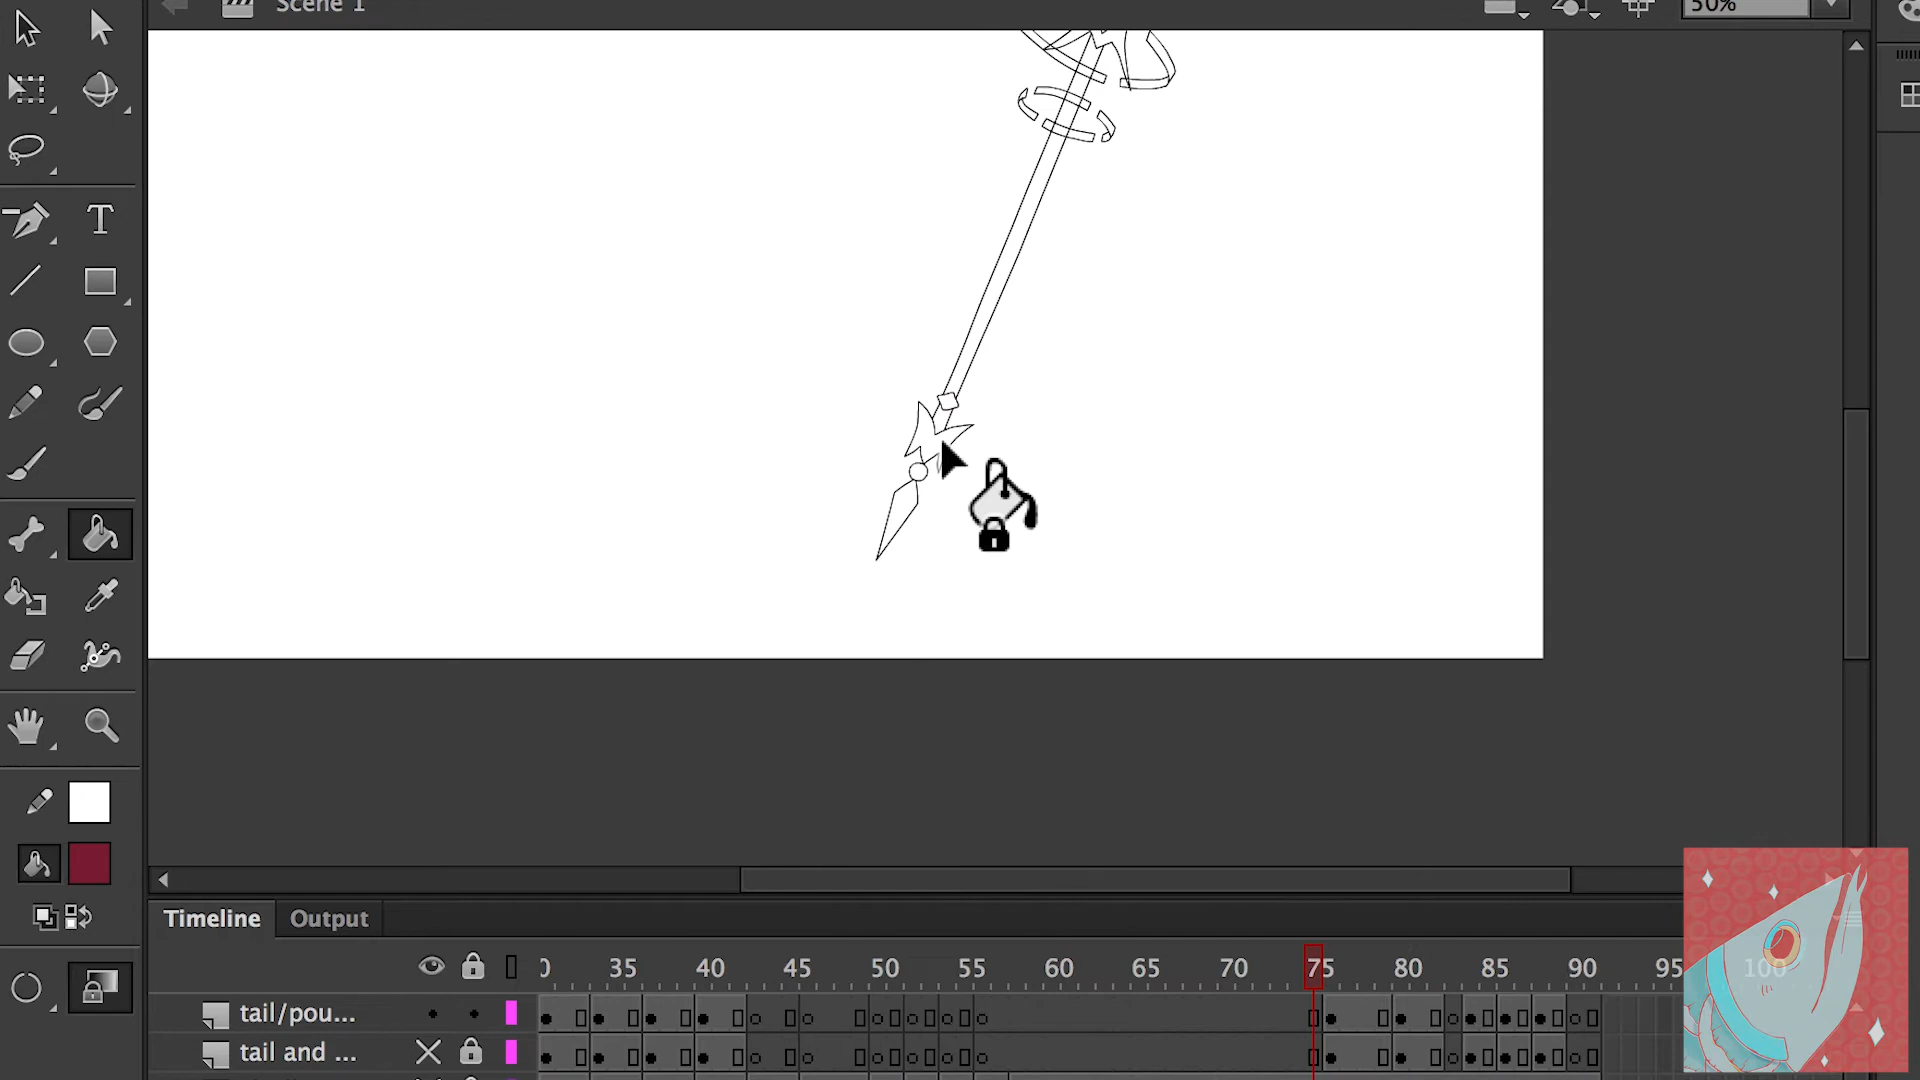 Scene 1
50%
T
Timeline
Output
35 40 45 50 55 60 65 70 75 80 85 90 95 100
tail/pou...
tail and ...